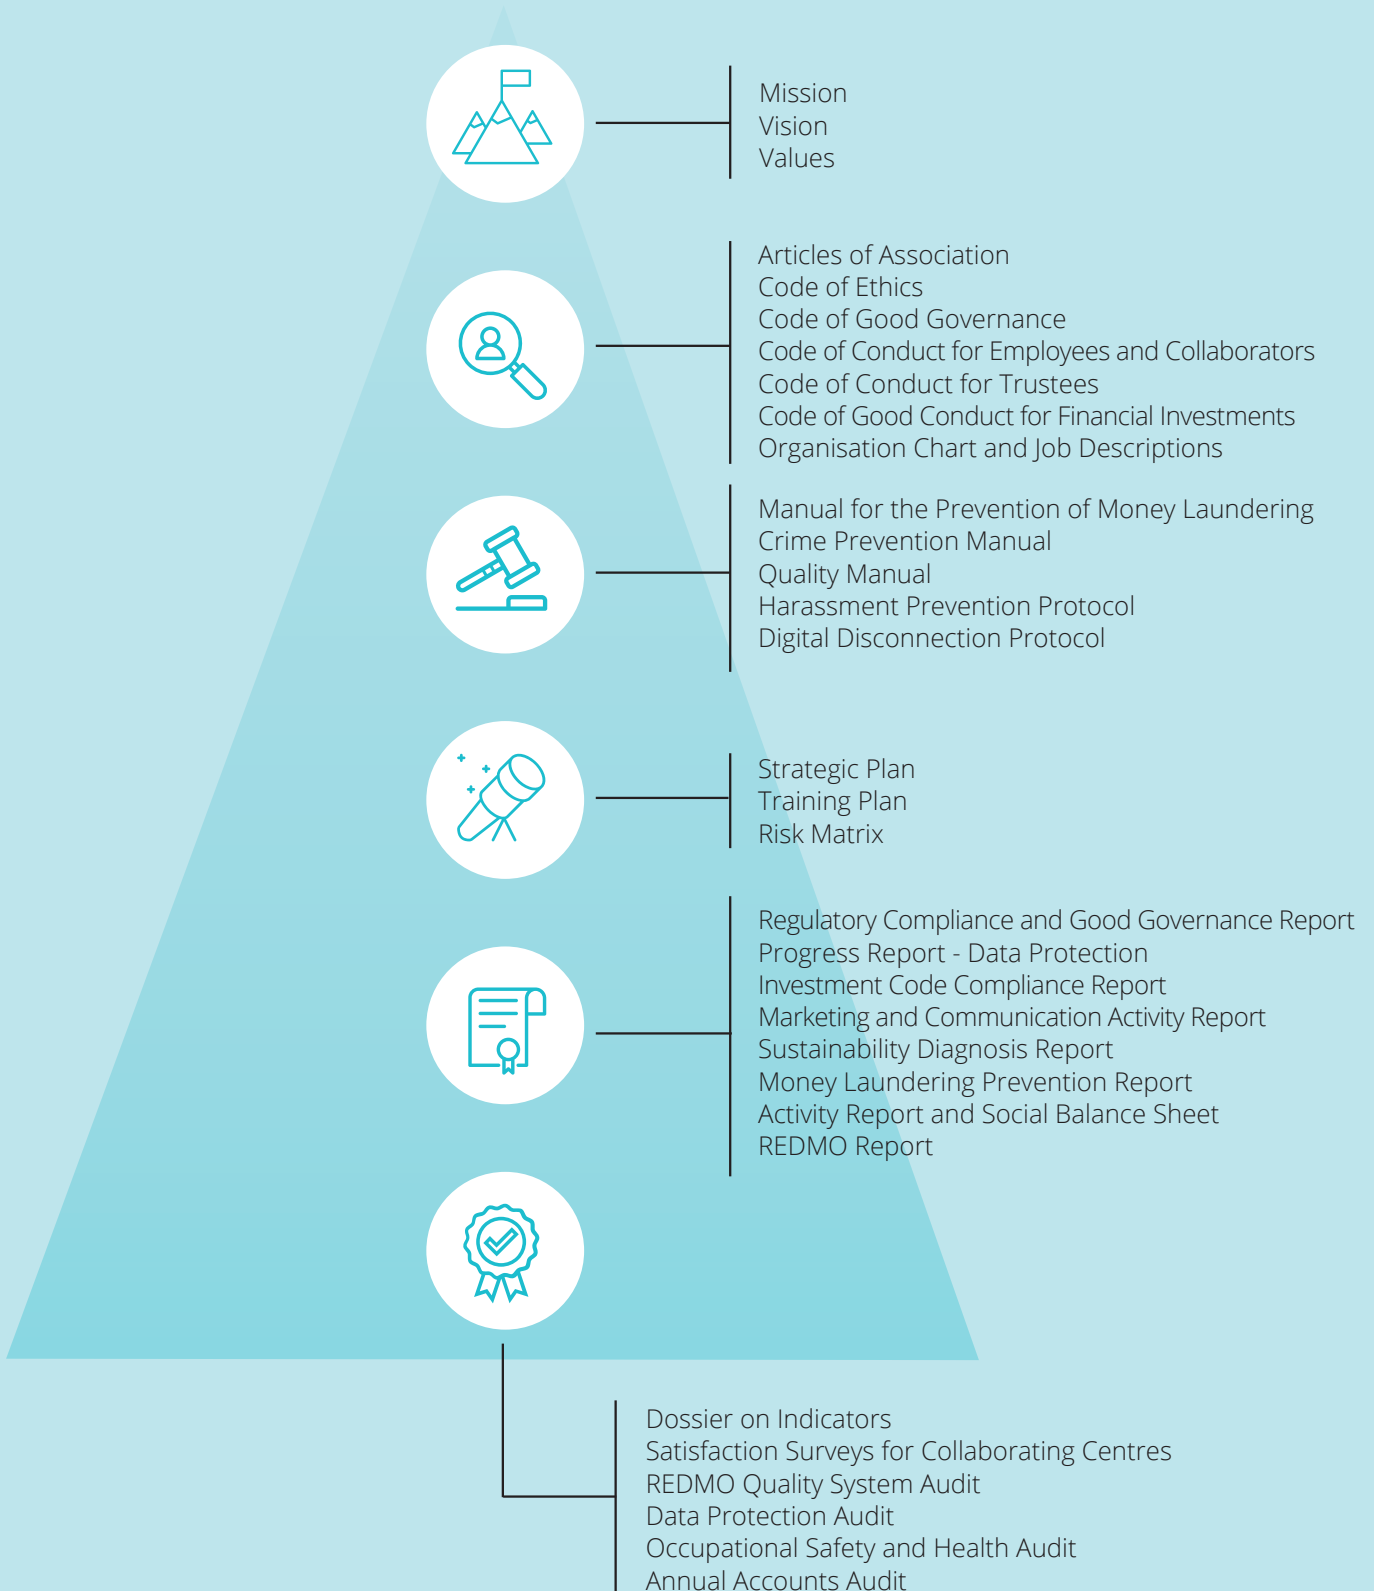 Mission
Vision
Values
Articles of Association
Code of Ethics
Code of Good Governance
Code of Conduct for Employees and Collaborators
Code of Conduct for Trustees
Code of Good Conduct for Financial Investments
Organisation Chart and Job Descriptions
Manual for the Prevention of Money Laundering
Crime Prevention Manual
Quality Manual
Harassment Prevention Protocol
Digital Disconnection Protocol
Strategic Plan
Training Plan
Risk Matrix
Regulatory Compliance and Good Governance Report
Progress Report - Data Protection
Investment Code Compliance Report
Marketing and Communication Activity Report
Sustainability Diagnosis Report
Money Laundering Prevention Report
Activity Report and Social Balance Sheet
REDMO Report
Dossier on Indicators
Satisfaction Surveys for Collaborating Centres
REDMO Quality System Audit
Data Protection Audit
Occupational Safety and Health Audit
Annual Accounts Audit